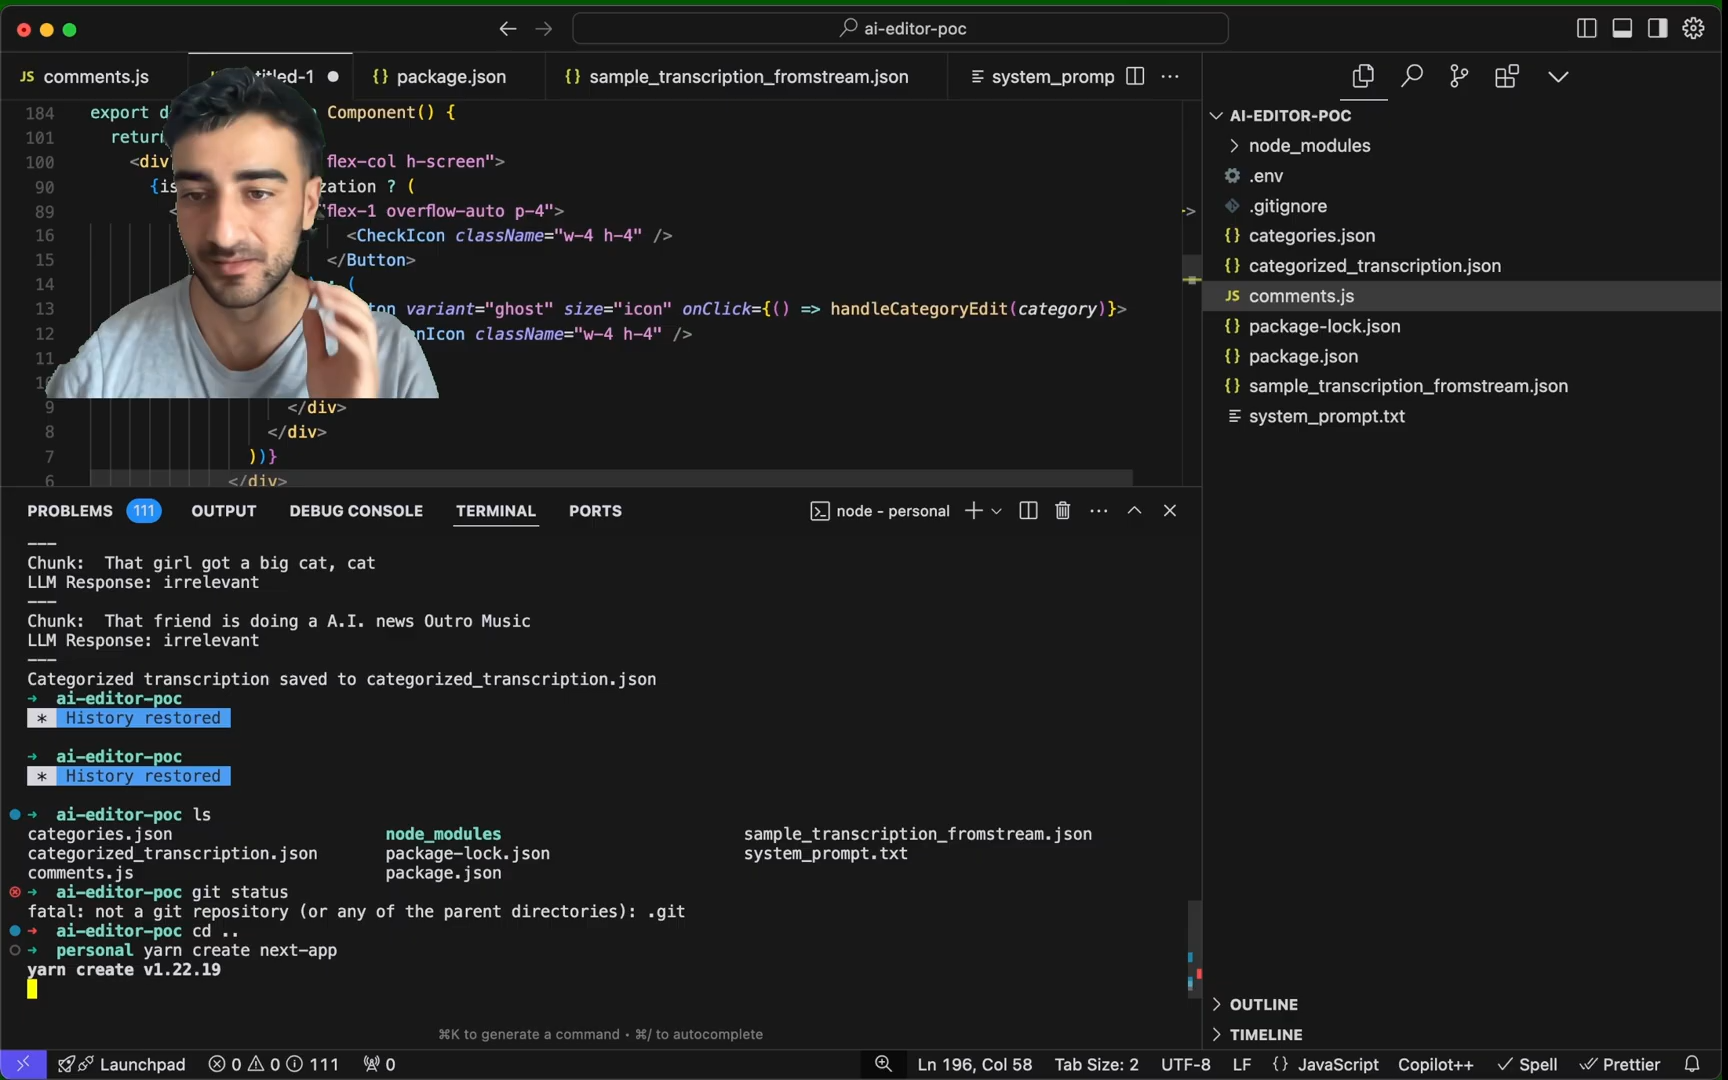 ai-editor-poc
JS comments.js
titled-1
{} package.json
{} sample_transcription_fromstream.json
system_promp
184 export d Component() {
101 return
100 <div flex-col h-screen">
90 {is zation ? (
89 < "flex-1 overflow-auto p-4"> ->
16 <CheckIcon className="w-4 h-4" />
15 </Button>
14 (
13 on variant="ghost" size="icon" onClick={() => handleCategoryEdit(category)}>
12 nIcon className="w-4 h-4" />
11
9 </div>
8 </div>
7 ))}
6 </div>
PROBLEMS 111 OUTPUT DEBUG CONSOLE TERMINAL PORTS
node - personal
———
Chunk:  That girl got a big cat, cat
LLM Response: irrelevant
———
Chunk:  That friend is doing a A.I. news Outro Music
LLM Response: irrelevant
———
Categorized transcription saved to categorized_transcription.json
→ ai-editor-poc
* History restored
→ ai-editor-poc
* History restored
→ ai-editor-poc ls
categories.json node_modules sample_transcription_fromstream.json
categorized_transcription.json package-lock.json system_prompt.txt
comments.js package.json
→ ai-editor-poc git status
fatal: not a git repository (or any of the parent directories): .git
→ ai-editor-poc cd ..
→ personal yarn create next-app
yarn create v1.22.19
⌘K to generate a command • ⌘/ to autocomplete
AI-EDITOR-POC
node_modules
.env
.gitignore
{} categories.json
{} categorized_transcription.json
JS comments.js
{} package-lock.json
{} package.json
{} sample_transcription_fromstream.json
system_prompt.txt
OUTLINE
TIMELINE
Launchpad 0 0 111 0 Ln 196, Col 58 Tab Size: 2 UTF-8 LF {} JavaScript Copilot++ Spell Prettier